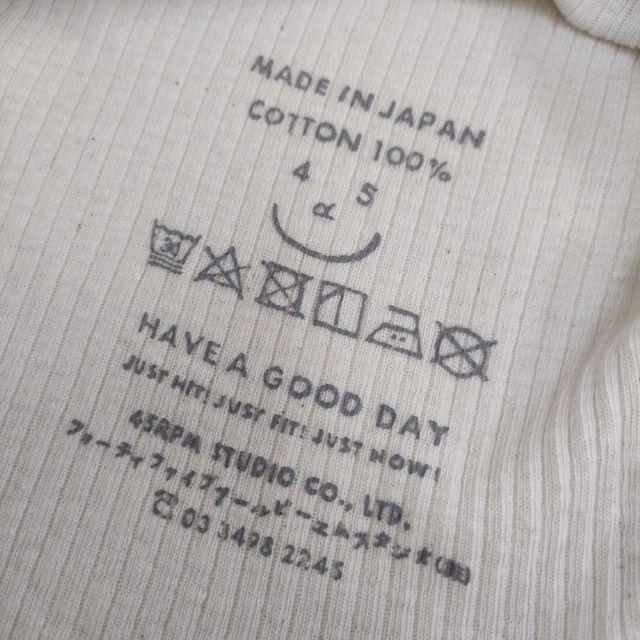 MADE IN JAPAN
COTTON 100%
4 5
α
HAVE A GOOD DAY
JUST HIT! JUST FIT! JUST NOW!
45RPM STUDIO CO., LTD.
フォーティファイブアールピーエムスタジオ(株)
☎ 03 3498 2245